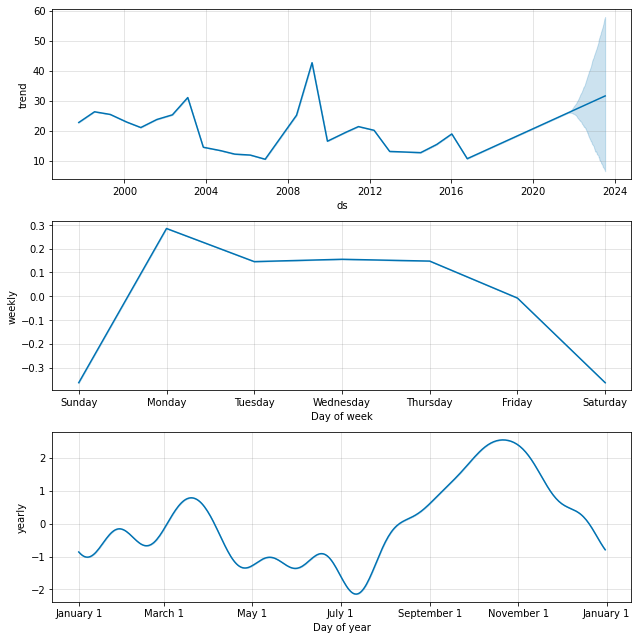 60
50
40
30
20
10
trend
2000
2004
2008
2012
2016
2020
2024
ds
0.3
0.2
0.1
0.0
−0.1
−0.2
−0.3
weekly
Sunday
Monday
Tuesday
Wednesday
Thursday
Friday
Saturday
Day of week
2
1
0
−1
−2
yearly
January 1
March 1
May 1
July 1
September 1
November 1
January 1
Day of year